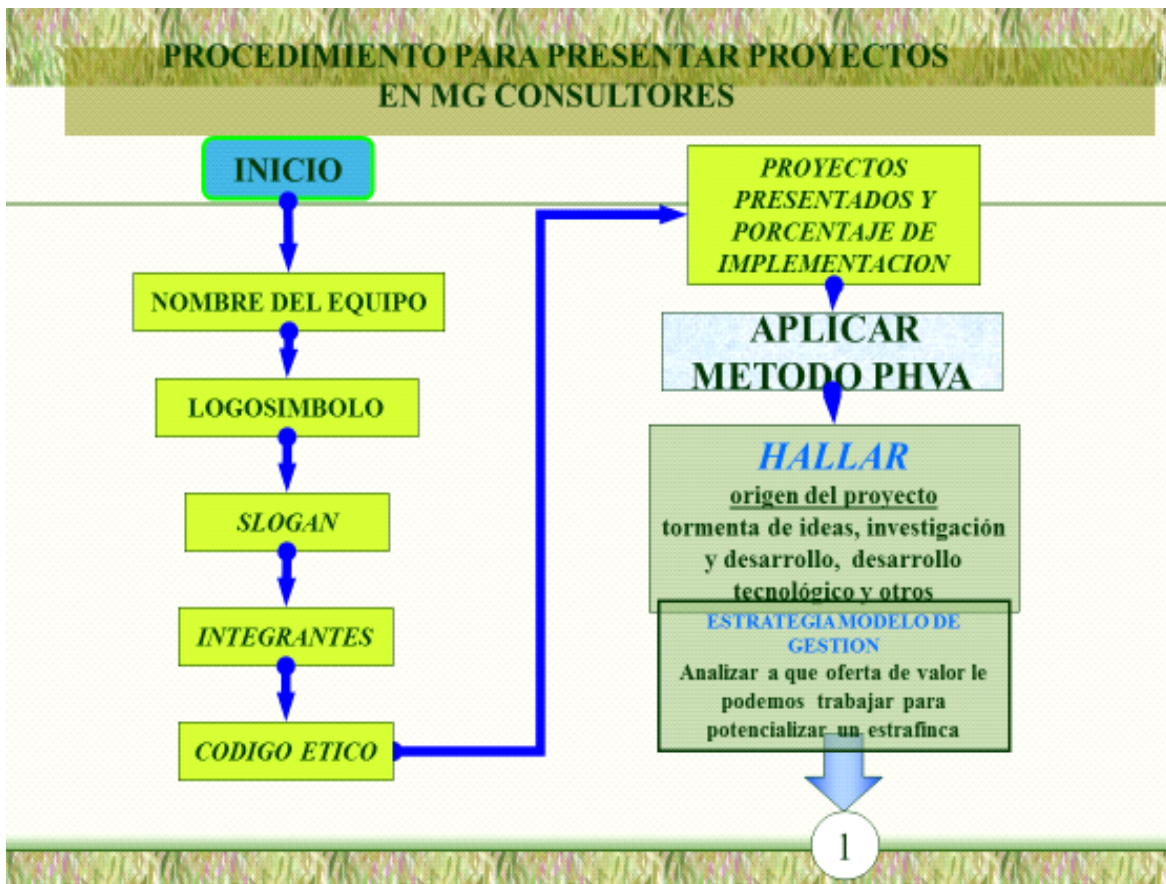 PROCEDIMIENTO PARA PRESENTAR PROYECTOS
EN MG CONSULTORES
INICIO
NOMBRE DEL EQUIPO
LOGOSIMBOLO
SLOGAN
INTEGRANTES
CODIGO ETICO
PROYECTOS
PRESENTADOS Y
PORCENTAJE DE
IMPLEMENTACION
APLICAR
METODO PHVA
HALLAR
origen del proyecto
tormenta de ideas, investigación
y desarrollo, desarrollo
tecnológico y otros
ESTRATEGIA MODELO DE
GESTION
Analizar a que oferta de valor le
podemos trabajar para
potencializar un estrafinca
1